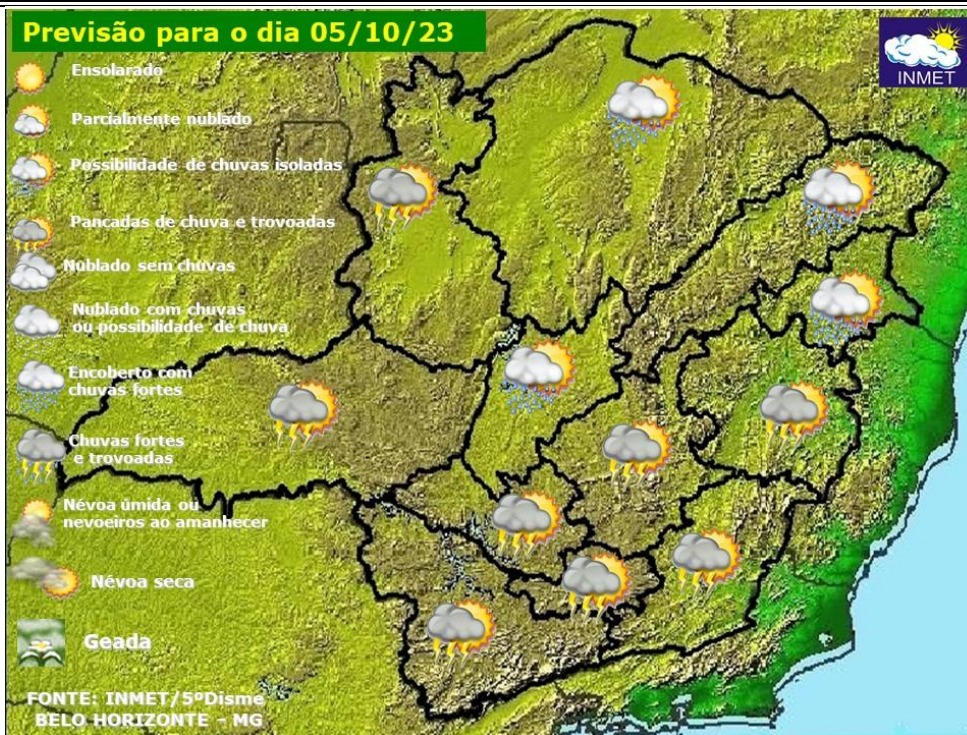 Previsão para o dia 05/10/23
INMET
Ensolarado
Parcialmente nublado
Possibilidade de chuvas isoladas
Pancadas de chuva e trovoadas
Nublado sem chuvas
Nublado com chuvas
ou possibilidade de chuva
Encoberto com
chuvas fortes
Chuvas fortes
e trovoadas
Névoa úmida ou
nevoeiros ao amanhecer
Névoa seca
Geada
FONTE: INMET/5ºDisme
BELO HORIZONTE - MG